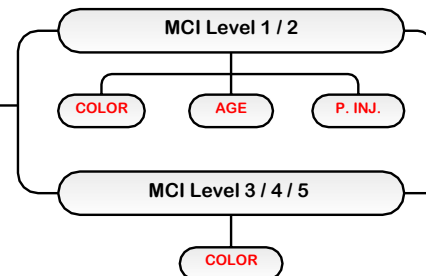 MCI Level 1 / 2
COLOR AGE P. INJ.
MCI Level 3 / 4 / 5
COLOR